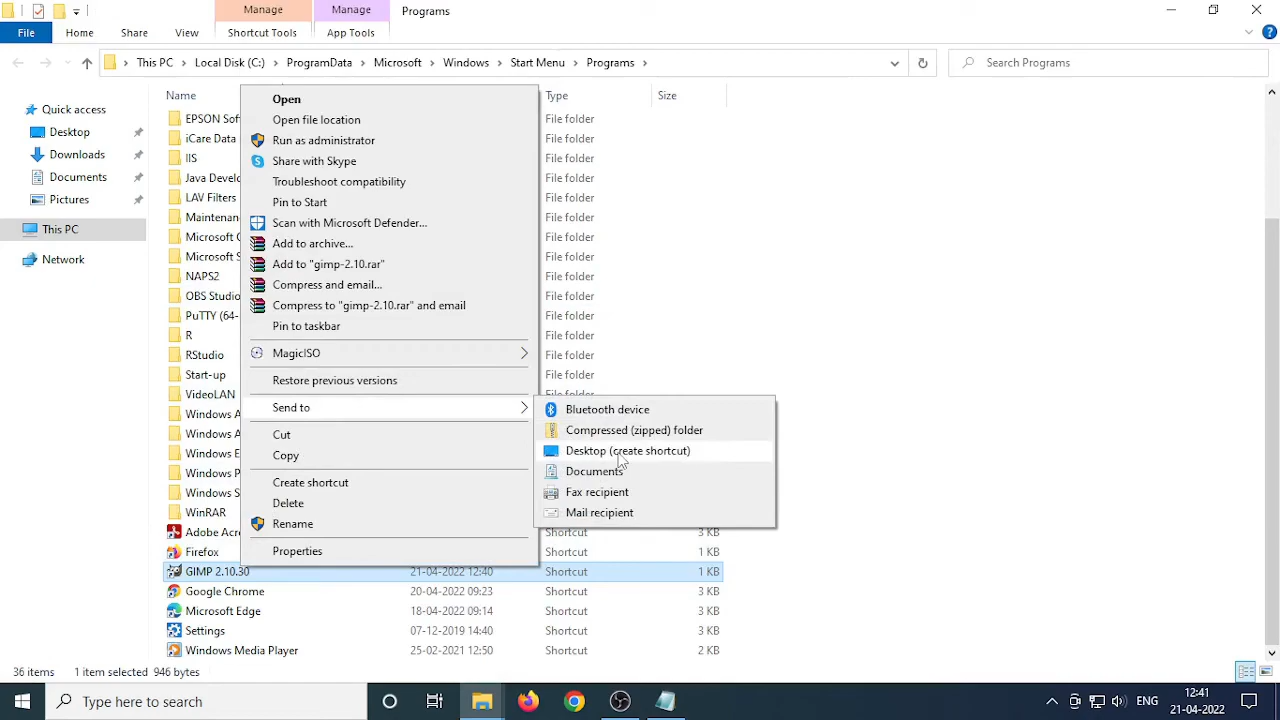 Manage Manage Programs
File Home Share View Shortcut Tools App Tools
This PC Local Disk (C:) ProgramData Microsoft Windows Start Menu Programs Search Programs
Name Type Size
Quick access
Desktop
Downloads
Documents
Pictures
This PC
Network
EPSON Sof File folder
iCare Data File folder
IIS File folder
Java Develo File folder
LAV Filters File folder
Maintenanc File folder
Microsoft O File folder
Microsoft S File folder
NAPS2 File folder
OBS Studio File folder
PuTTY (64- File folder
R File folder
RStudio File folder
Start-up File folder
VideoLAN File folder
Windows A
Windows A
Windows E
Windows P
Windows S
WinRAR
Adobe Acro Shortcut 3 KB
Firefox Shortcut 1 KB
GIMP 2.10.30 21-04-2022 12:40 Shortcut 1 KB
Google Chrome 20-04-2022 09:23 Shortcut 3 KB
Microsoft Edge 18-04-2022 09:14 Shortcut 3 KB
Settings 07-12-2019 14:40 Shortcut 3 KB
Windows Media Player 25-02-2021 12:50 Shortcut 2 KB
Open
Open file location
Run as administrator
Share with Skype
Troubleshoot compatibility
Pin to Start
Scan with Microsoft Defender...
Add to archive...
Add to "gimp-2.10.rar"
Compress and email...
Compress to "gimp-2.10.rar" and email
Pin to taskbar
MagicISO
Restore previous versions
Send to
Cut
Copy
Create shortcut
Delete
Rename
Properties
Bluetooth device
Compressed (zipped) folder
Desktop (create shortcut)
Documents
Fax recipient
Mail recipient
36 items 1 item selected 946 bytes
Type here to search ENG 12:41
21-04-2022